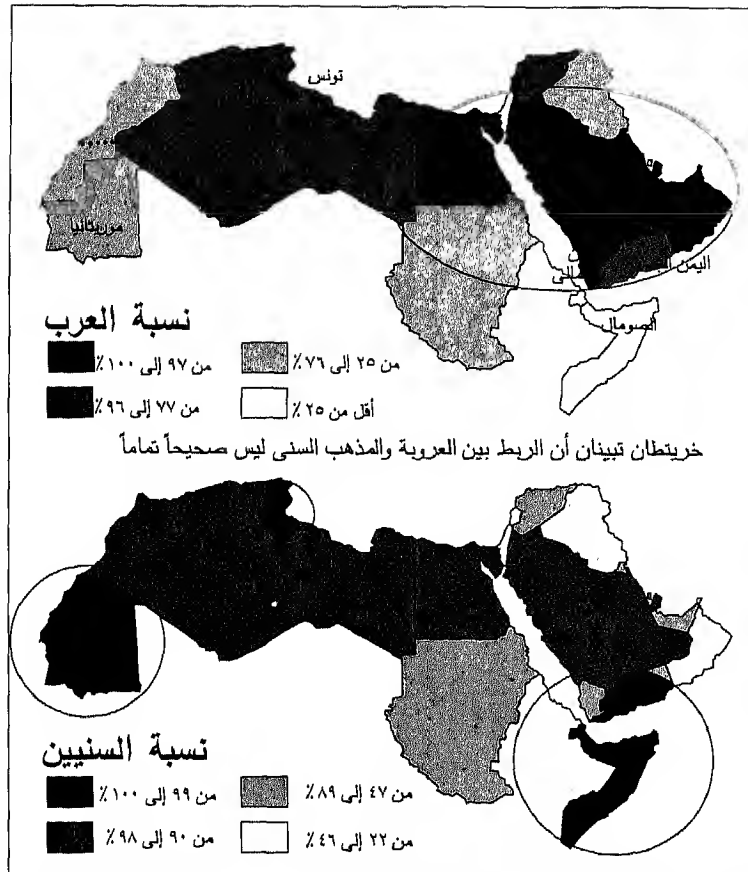 تونس
موريتانيا
اليمن
الصومال
نسبة العرب
من ٩٧ إلى ١٠٠ ٪
من ٢٥ إلى ٧٦ ٪
من ٧٧ إلى ٩٦ ٪
أقل من ٢٥ ٪
خريتطان تبينان أن الربط بين العروبة والمذهب السنى ليس صحيحاً تماماً
نسبة السنيين
من ٩٩ إلى ١٠٠ ٪
من ٤٧ إلى ٨٩ ٪
من ٩٠ إلى ٩٨ ٪
من ٢٢ إلى ٤٦ ٪